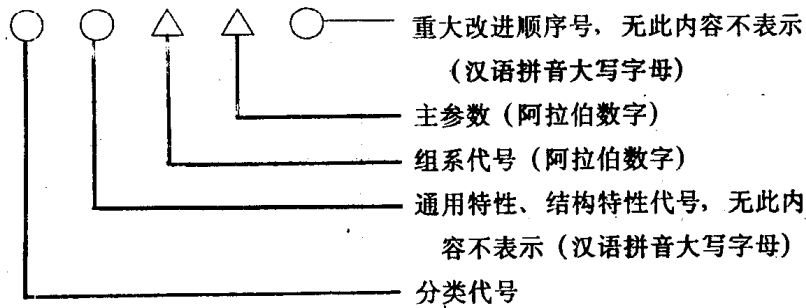 重大改进顺序号，无此内容不表示
（汉语拼音大写字母）
主参数（阿拉伯数字）
组系代号（阿拉伯数字）
通用特性、结构特性代号，无此内
容不表示（汉语拼音大写字母）
分类代号